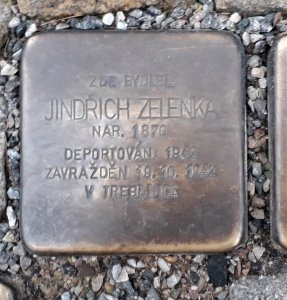 ZDE BYDLEL
JINDŘICH ZELENKA
NAR. 1870
DEPORTOVÁN 1942
ZAVRAŽDĚN 19.10. 1942
V TREBLINCE